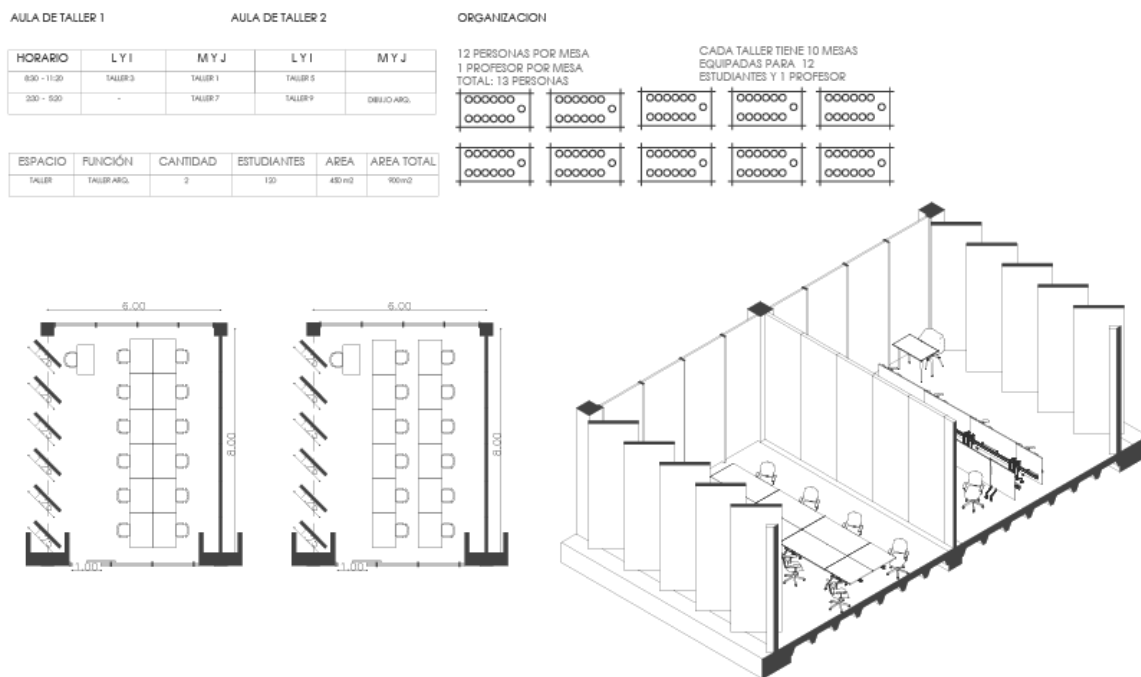 AULA DE TALLER 1
AULA DE TALLER 2
HORARIO L Y I M Y J L Y I M Y J
8:30 - 11:20 TALLER 3 TALLER 1 TALLER 5
2:30 - 5:20 - TALLER 7 TALLER 9 DIBUJO ARQ.
ESPACIO FUNCIÓN CANTIDAD ESTUDIANTES AREA AREA TOTAL
TALLER TALLER ARQ. 2 120 450 m2 900 m2
ORGANIZACION
12 PERSONAS POR MESA
1 PROFESOR POR MESA
TOTAL: 13 PERSONAS
CADA TALLER TIENE 10 MESAS
EQUIPADAS PARA 12
ESTUDIANTES Y 1 PROFESOR
6.00
8.00
1.00
6.00
8.00
1.00